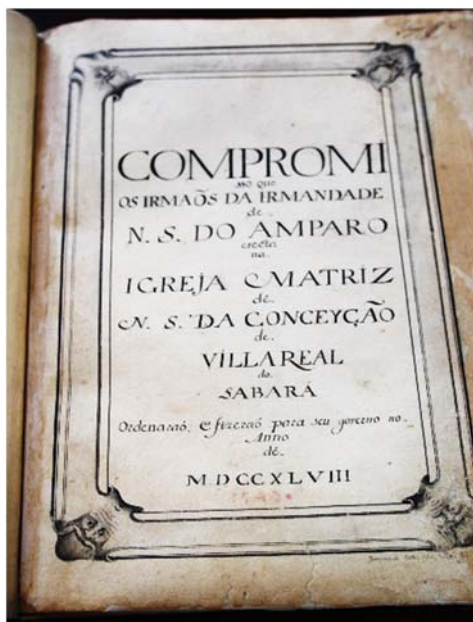 COMPROMI
sso que
OS IRMAÕS DA IRMANDADE
de
N. S. DO AMPARO
erecta
na
IGREJA MATRIZ
de
N. S. DA CONCEYÇÃO
de
VILLA REAL
do
SABARÁ
Ordenaraõ, e fizeraõ para seu governo no
Anno
de
MDCCXLVIII